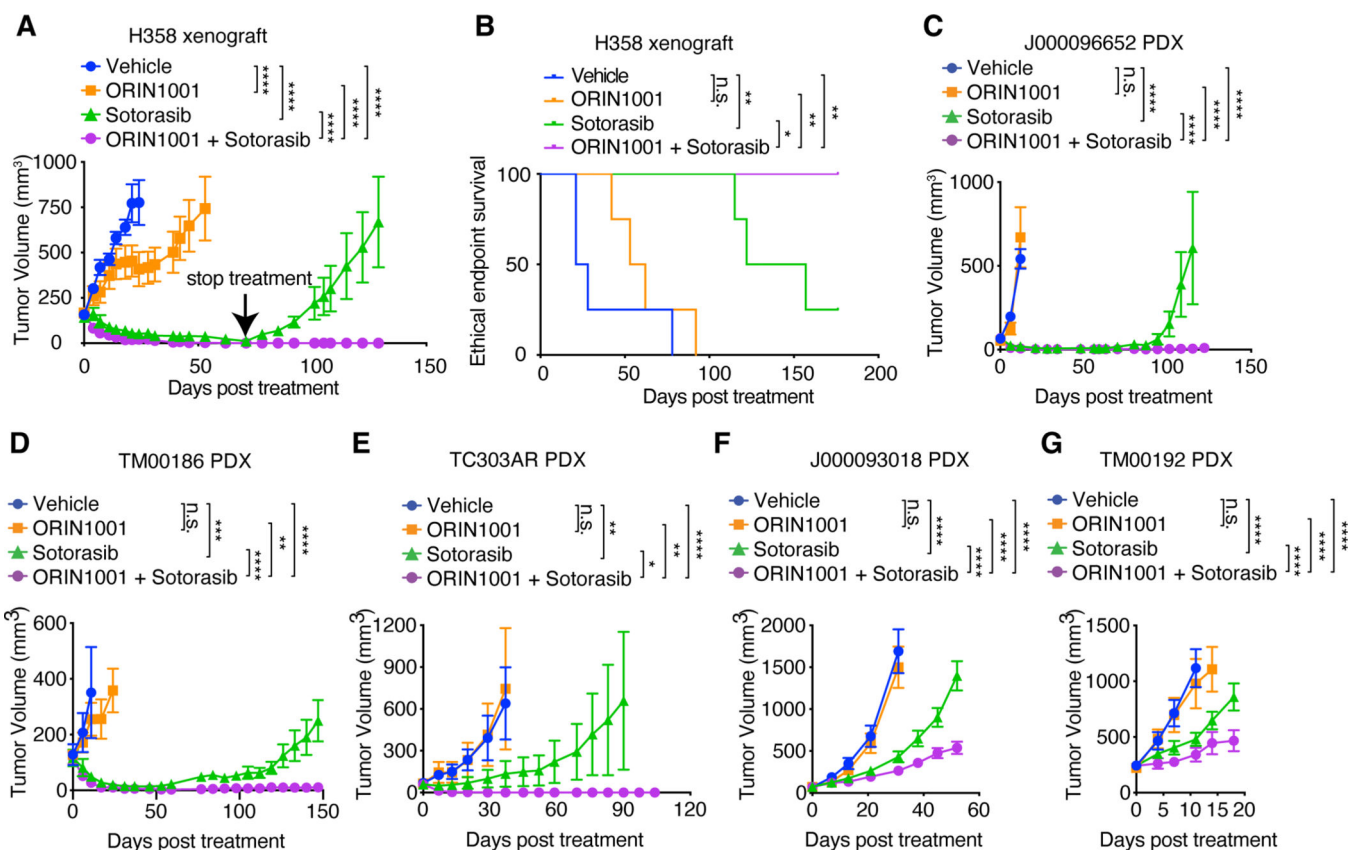 A
H358 xenograft
Vehicle
ORIN1001
Sotorasib
ORIN1001 + Sotorasib
****
****
****
****
****
Tumor Volume (mm3)
1000
750
500
250
0
stop treatment
0
50
100
150
Days post treatment
B
H358 xenograft
Vehicle
ORIN1001
Sotorasib
ORIN1001 + Sotorasib
n.s.
**
*
**
**
Ethical endpoint survival
100
50
0
0
50
100
150
200
Days post treatment
C
J000096652 PDX
Vehicle
ORIN1001
Sotorasib
ORIN1001 + Sotorasib
n.s.
****
****
****
****
Tumor Volume (mm3)
1000
500
0
0
50
100
150
Days post treatment
D
TM00186 PDX
Vehicle
ORIN1001
Sotorasib
ORIN1001 + Sotorasib
n.s.
***
****
**
****
Tumor Volume (mm3)
600
400
200
0
0
50
100
150
Days post treatment
E
TC303AR PDX
Vehicle
ORIN1001
Sotorasib
ORIN1001 + Sotorasib
n.s.
**
*
**
****
Tumor Volume (mm3)
1200
900
600
300
0
0
30
60
90
120
Days post treatment
F
J000093018 PDX
Vehicle
ORIN1001
Sotorasib
ORIN1001 + Sotorasib
n.s.
****
****
****
****
Tumor Volume (mm3)
2000
1500
1000
500
0
0
20
40
60
Days post treatment
G
TM00192 PDX
Vehicle
ORIN1001
Sotorasib
ORIN1001 + Sotorasib
n.s.
****
****
****
****
Tumor Volume (mm3)
1500
1000
500
0
0
5
10
15
20
Days post treatment